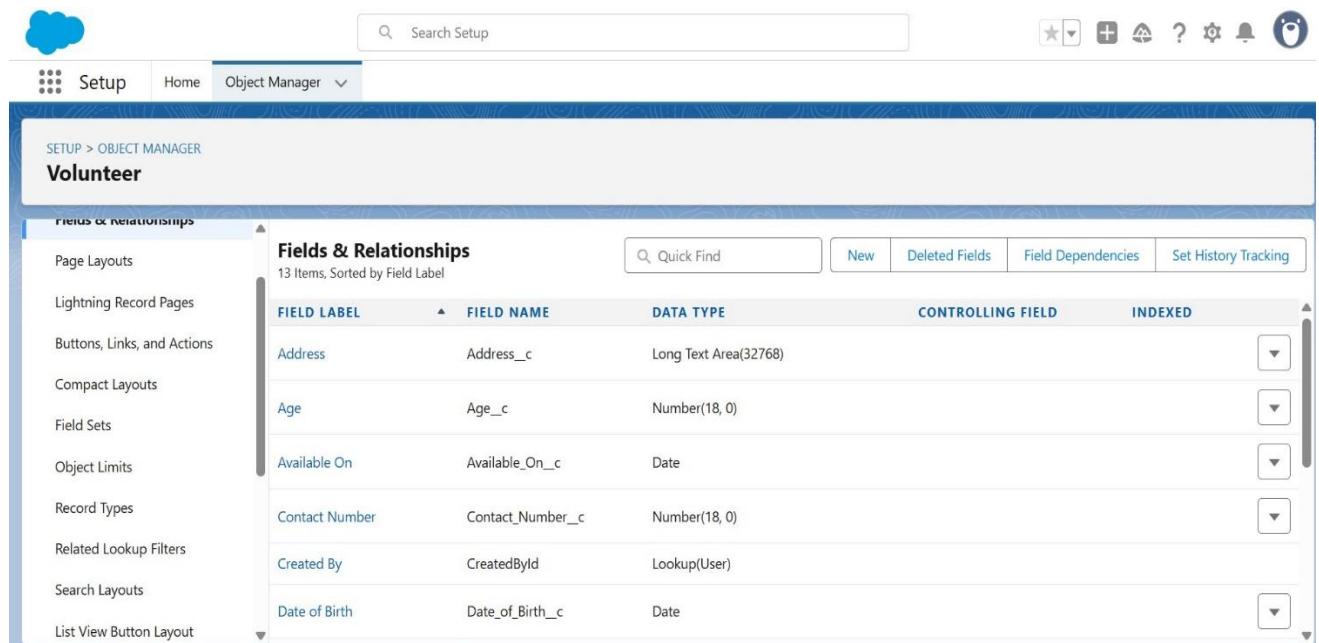 Search Setup
Setup Home Object Manager
SETUP > OBJECT MANAGER
Volunteer
Fields & Relationships
Page Layouts
Lightning Record Pages
Buttons, Links, and Actions
Compact Layouts
Field Sets
Object Limits
Record Types
Related Lookup Filters
Search Layouts
List View Button Layout
Fields & Relationships
13 Items, Sorted by Field Label
Quick Find New Deleted Fields Field Dependencies Set History Tracking
FIELD LABEL FIELD NAME DATA TYPE CONTROLLING FIELD INDEXED
Address Address__c Long Text Area(32768)
Age Age__c Number(18, 0)
Available On Available_On__c Date
Contact Number Contact_Number__c Number(18, 0)
Created By CreatedById Lookup(User)
Date of Birth Date_of_Birth__c Date